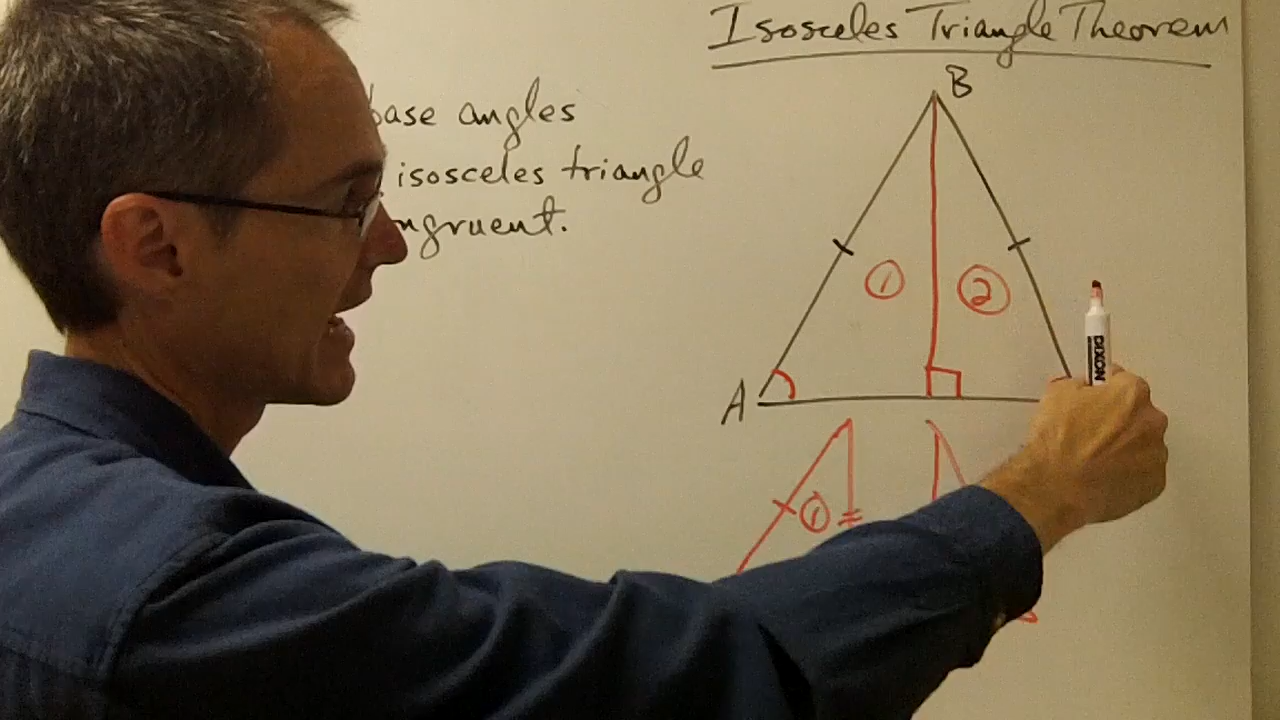 Isosceles Triangle Theorem
base angles
isosceles triangle
ngruent.
B
1
2
A
1
DIXON